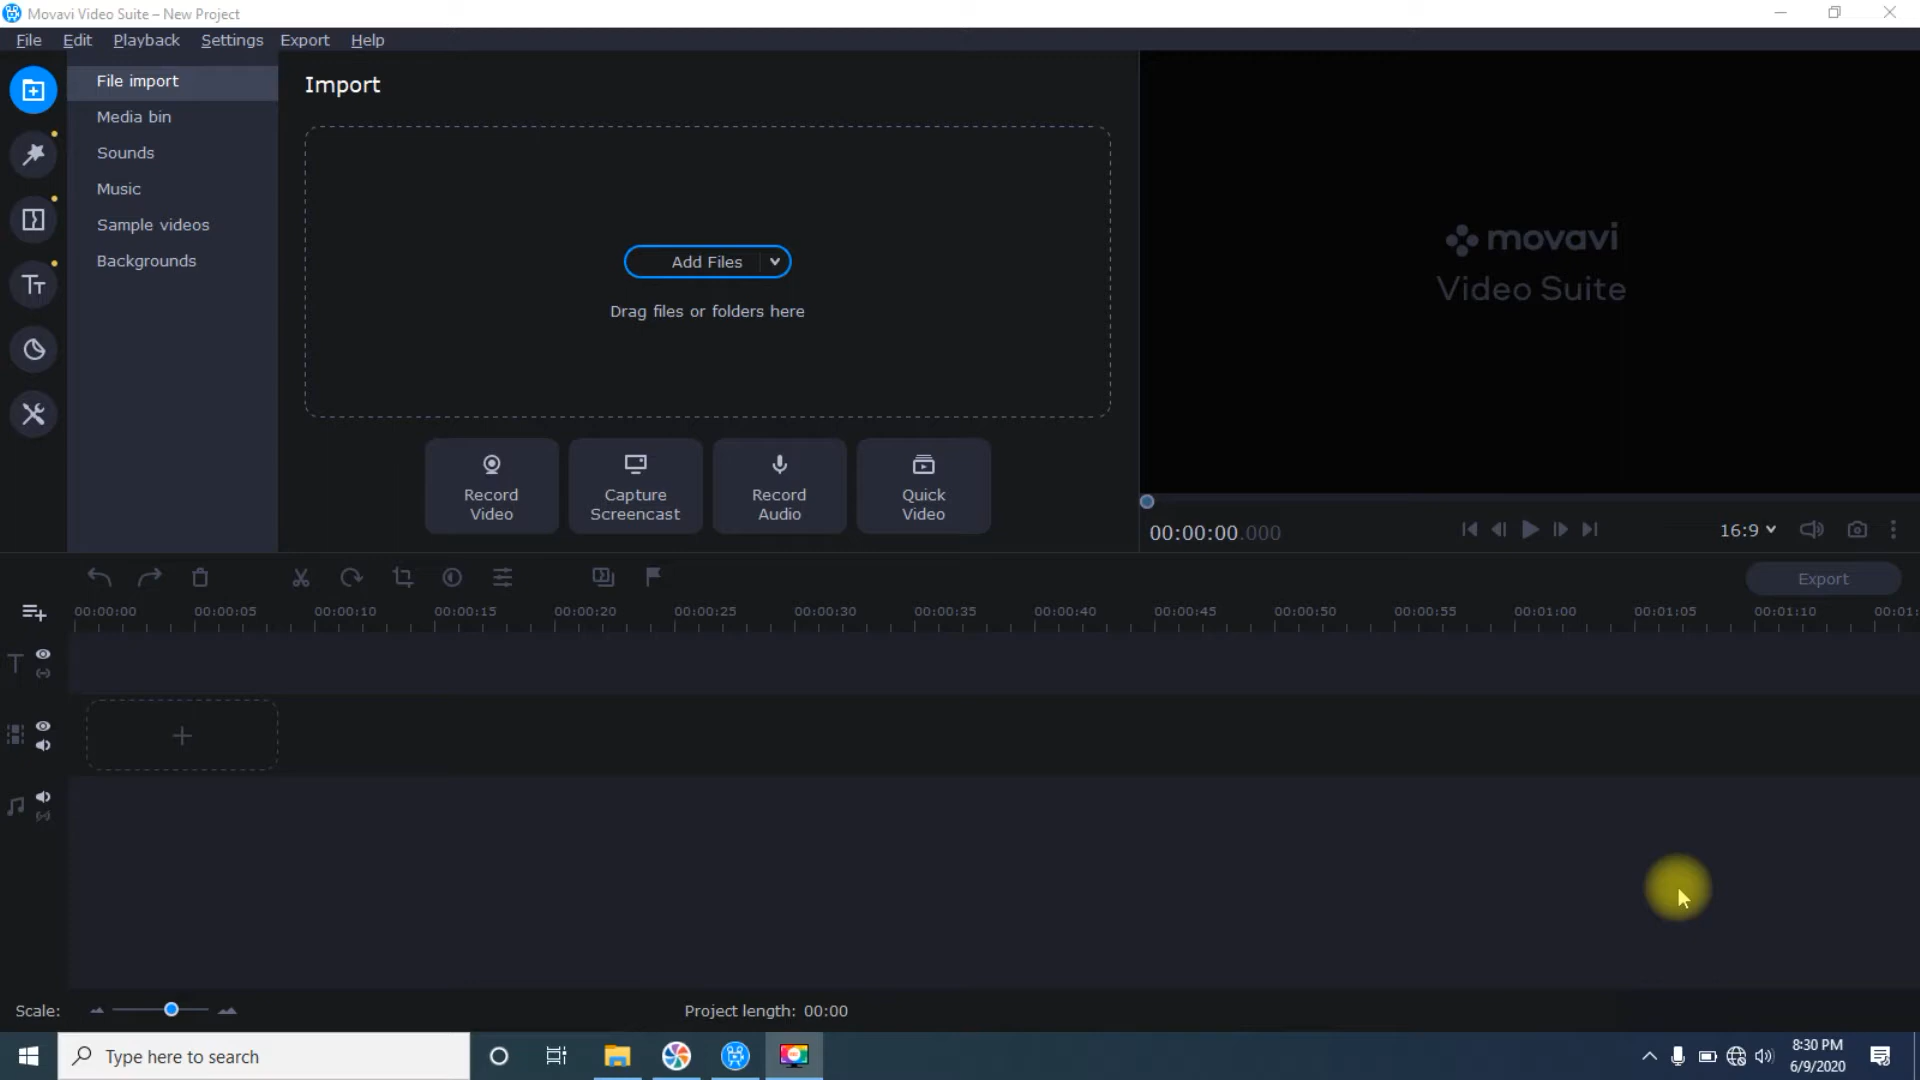 Movavi Video Suite – New Project
File Edit Playback Settings Export Help
File import
Media bin
Sounds
Music
Sample videos
Backgrounds
Import
Add Files
Drag files or folders here
Record Video
Capture Screencast
Record Audio
Quick Video
movavi
Video Suite
00:00:00.000
16:9
Export
00:00:00 00:00:05 00:00:10 00:00:15 00:00:20 00:00:25 00:00:30 00:00:35 00:00:40 00:00:45 00:00:50 00:00:55 00:01:00 00:01:05 00:01:10 00:01:
Scale:
Project length: 00:00
Type here to search
8:30 PM
6/9/2020